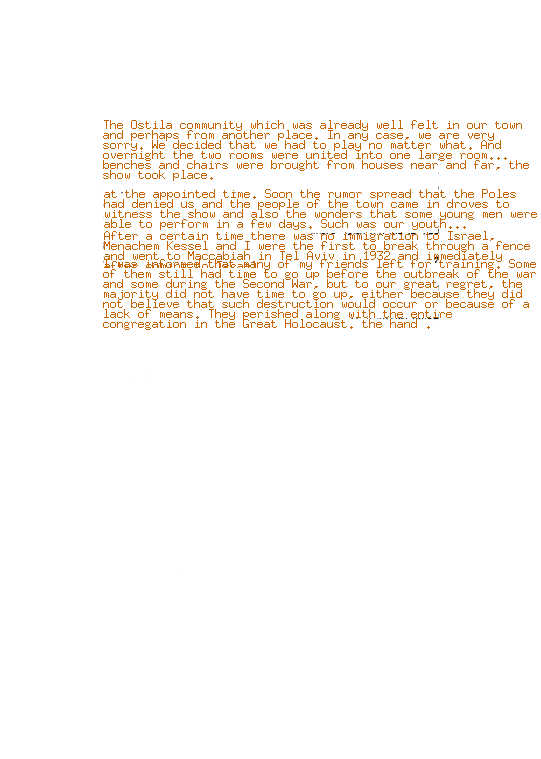 The Ostila community which was already well felt in our town
and perhaps from another place. In any case, we are very
sorry. We decided that we had to play no matter what. And
overnight the two rooms were united into one large room...
benches and chairs were brought from houses near and far, the
show took place.
at the appointed time. Soon the rumor spread that the Poles
had denied us and the people of the town came in droves to
witness the show and also the wonders that some young men were
able to perform in a few days. Such was our youth...
After a certain time there was no immigration to Israel,
Menachem Kessel and I were the first to break through a fence
and went to Maccabiah in Tel Aviv in 1932 and immediately
I was informed that many of my friends left for training. Some
of them still had time to go up before the outbreak of the war
and some during the Second War, but to our great regret, the
majority did not have time to go up, either because they did
not believe that such destruction would occur or because of a
lack of means. They perished along with the entire
congregation in the Great Holocaust. the hand .